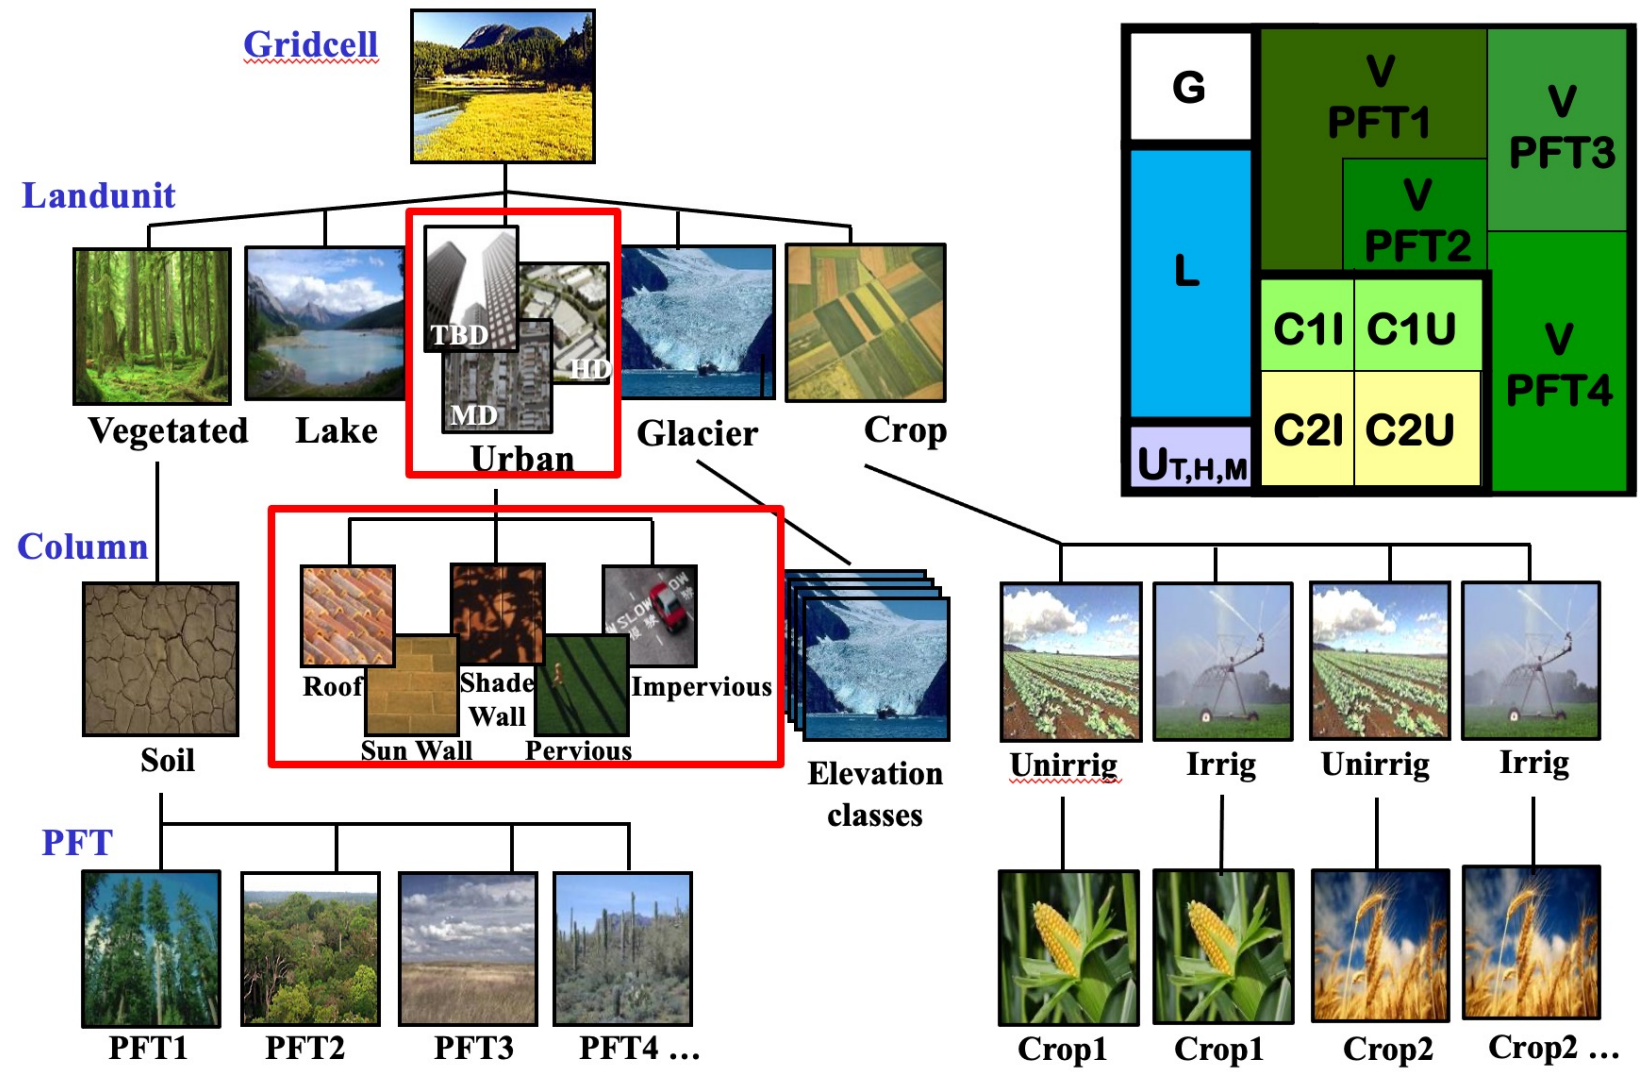 Gridcell
Landunit
TBD
HD
MD
Vegetated
Lake
Urban
Glacier
Crop
G
L
UT,H,M
V
PFT1
V
PFT2
V
PFT3
V
PFT4
C1I
C1U
C2I
C2U
Column
Soil
Roof
Sun Wall
Shade
Wall
Pervious
Impervious
SLOW
OW
Elevation
classes
Unirrig
Irrig
Unirrig
Irrig
PFT
PFT1
PFT2
PFT3
PFT4 ...
Crop1
Crop1
Crop2
Crop2 ...